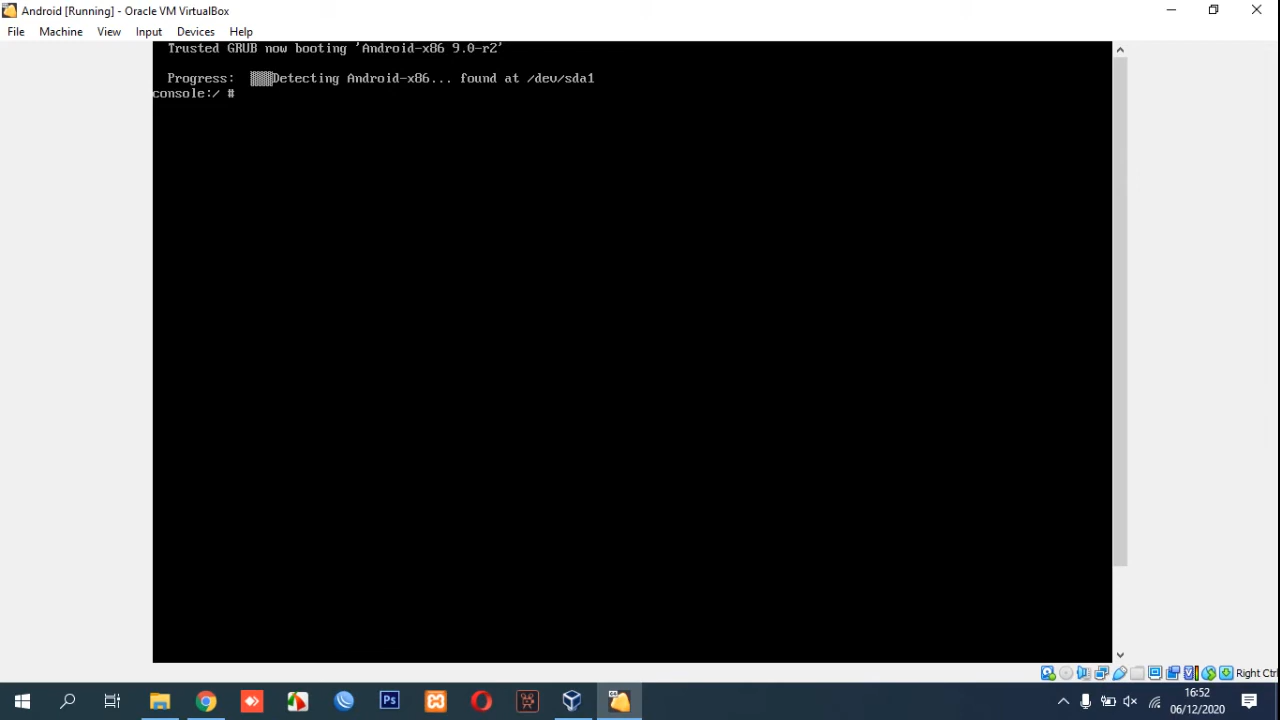 Android [Running] - Oracle VM VirtualBox
File Machine View Input Devices Help
Trusted GRUB now booting 'Android-x86 9.0-r2'
Progress: ▒▒▒Detecting Android-x86... found at /dev/sda1
console:/ #
Right Ctrl
Ps
16:52
06/12/2020